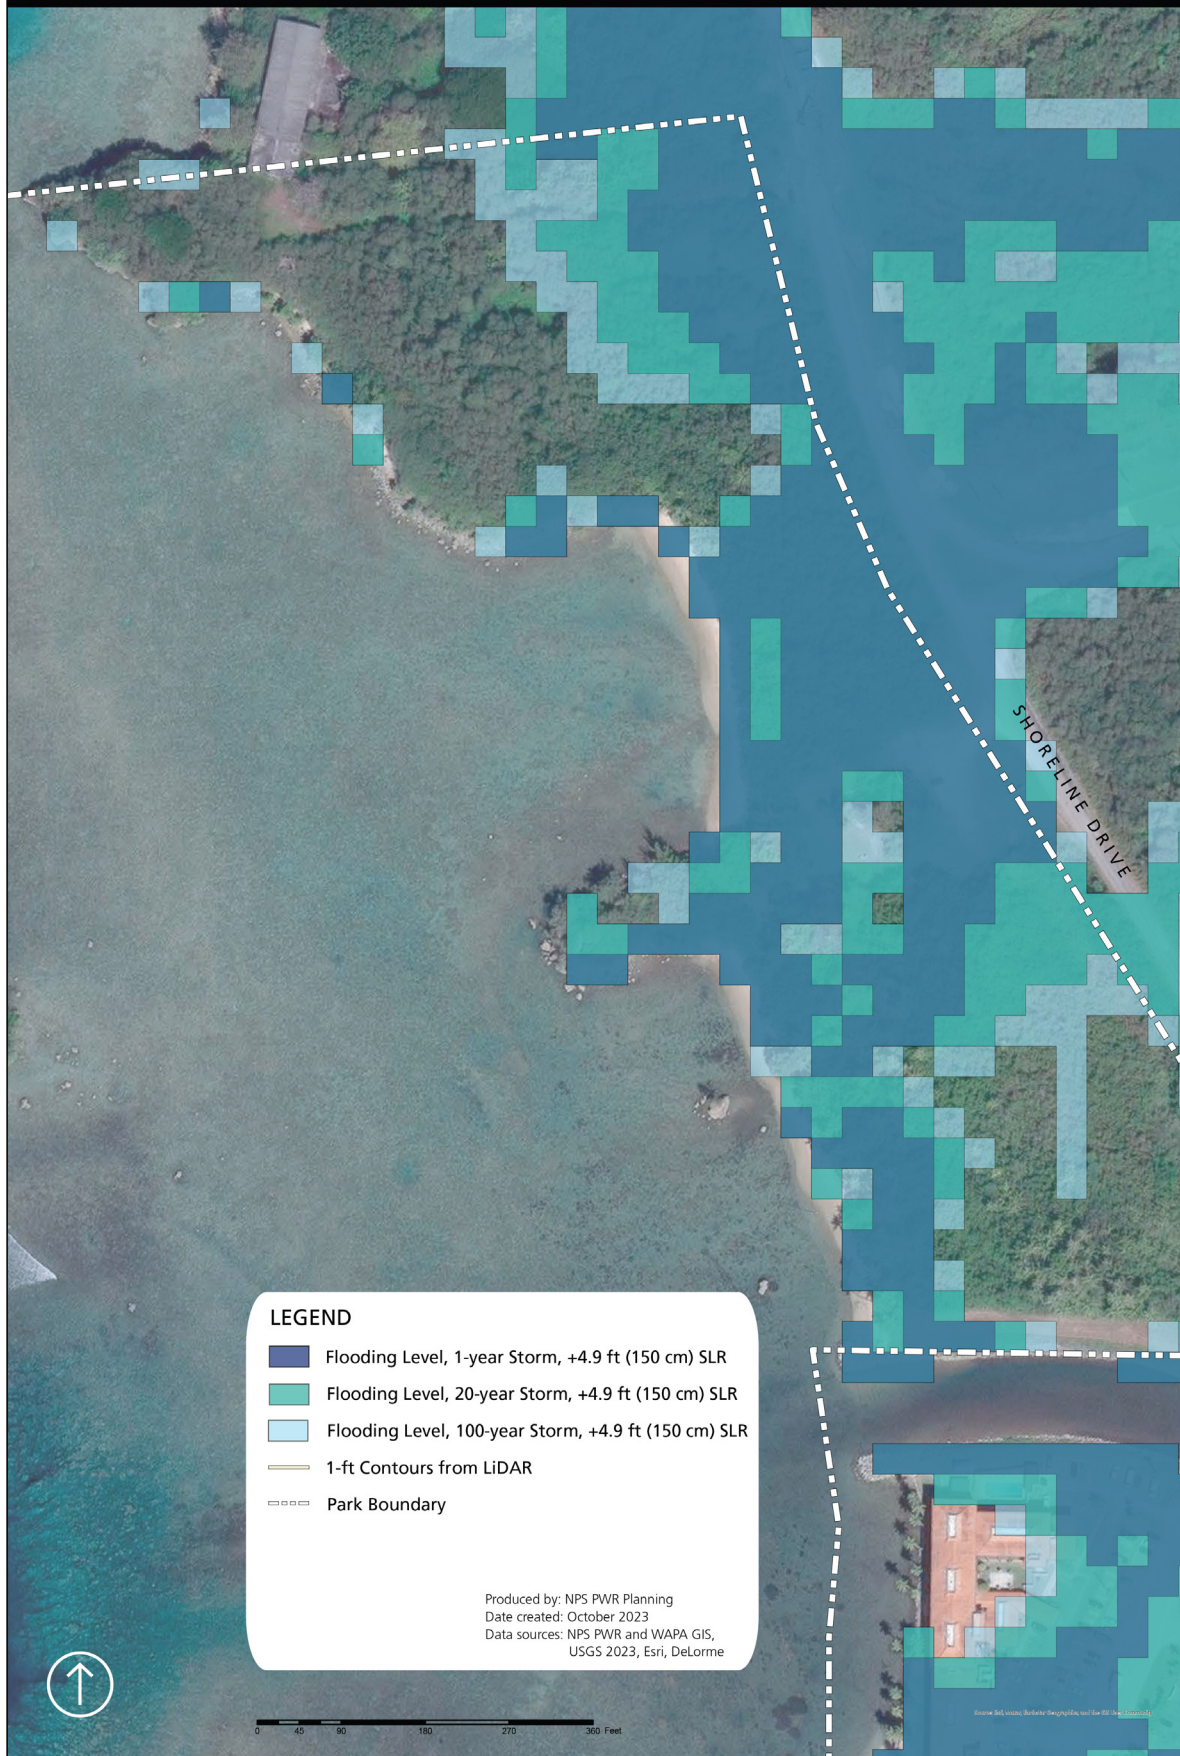 SHORELINE DRIVE
LEGEND
Flooding Level, 1-year Storm, +4.9 ft (150 cm) SLR
Flooding Level, 20-year Storm, +4.9 ft (150 cm) SLR
Flooding Level, 100-year Storm, +4.9 ft (150 cm) SLR
1-ft Contours from LiDAR
Park Boundary
Produced by: NPS PWR Planning
Date created: October 2023
Data sources: NPS PWR and WAPA GIS,
USGS 2023, Esri, DeLorme
0 45 90 180 270 360 Feet